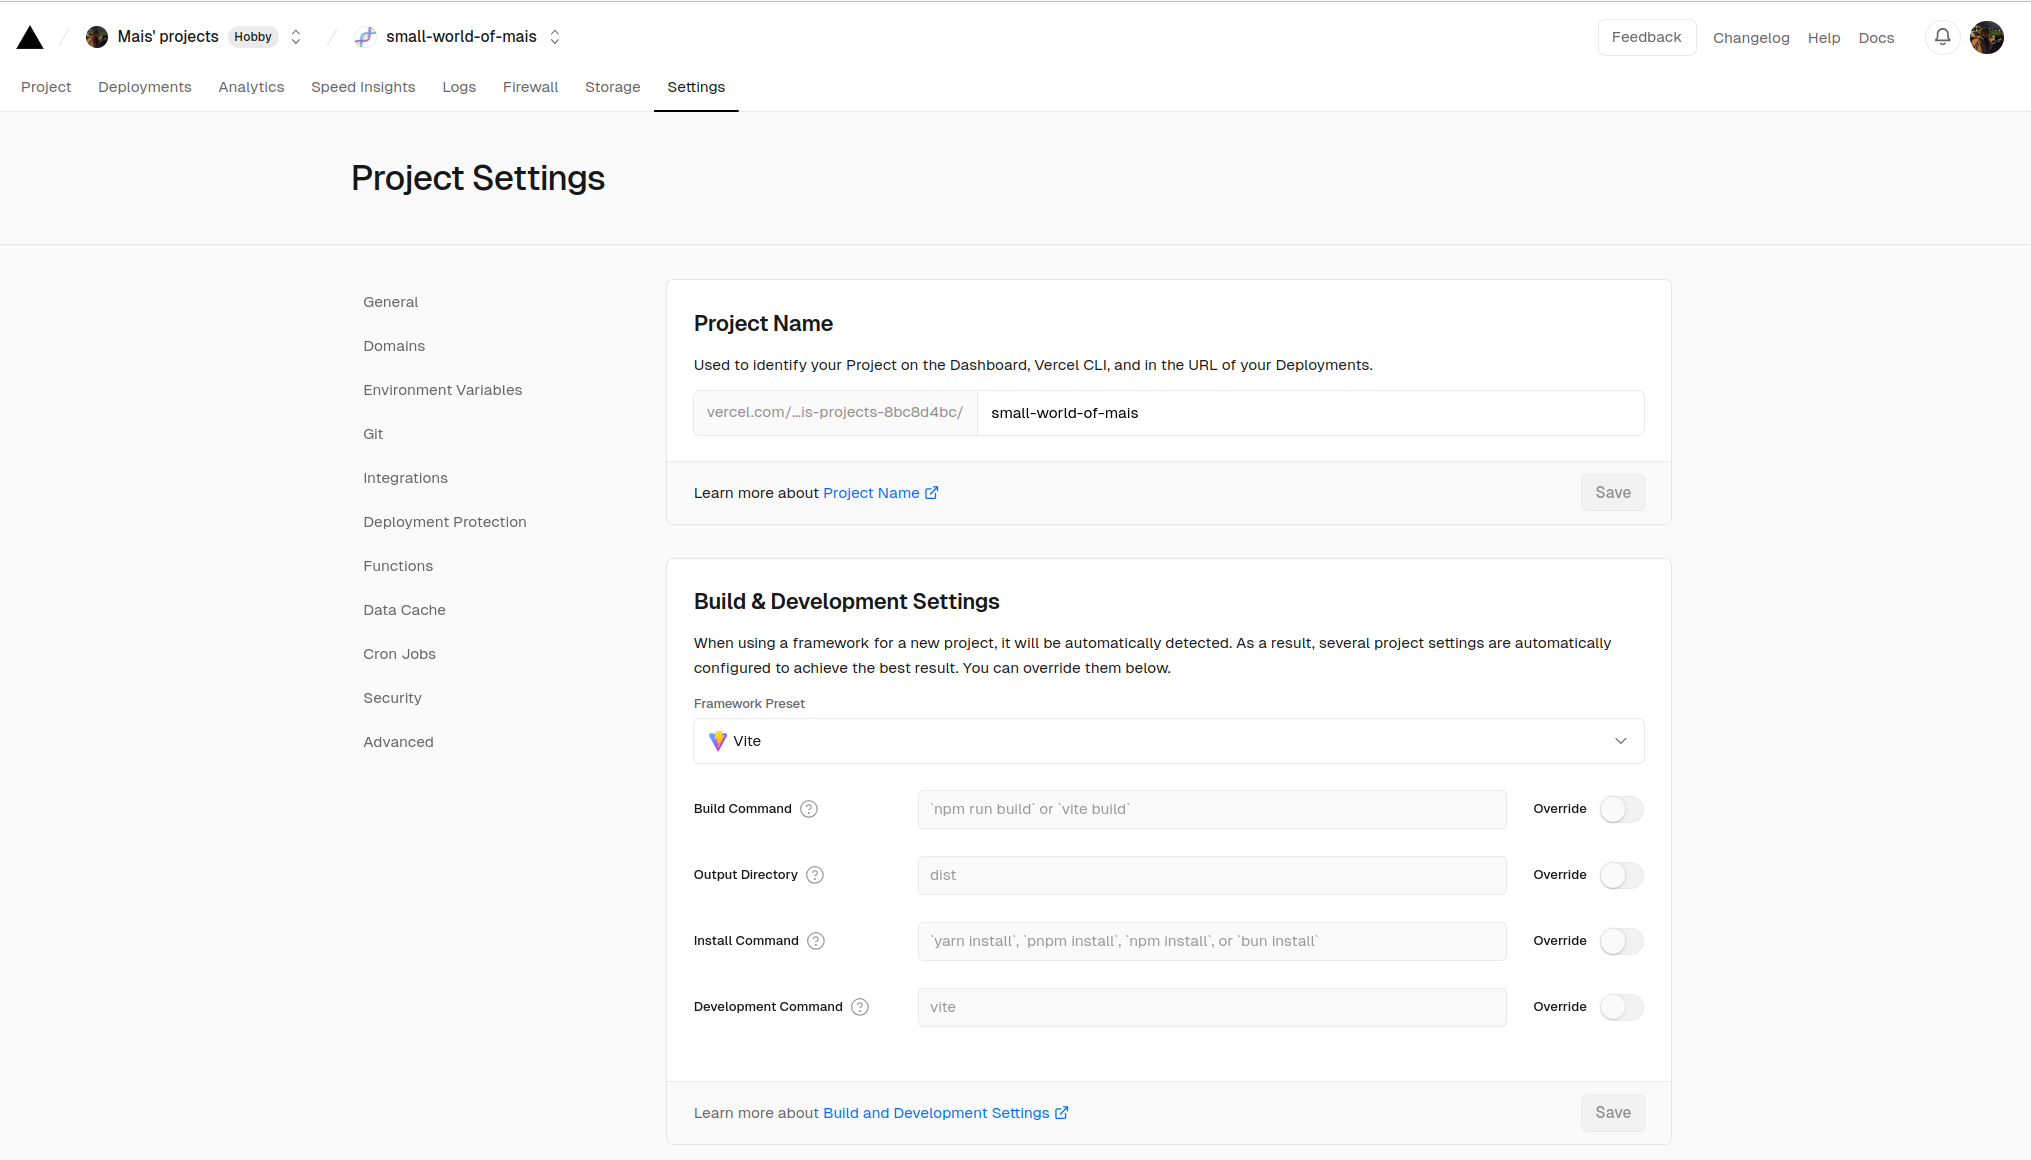 Mais' projects Hobby small-world-of-mais Feedback Changelog Help Docs
Project Deployments Analytics Speed Insights Logs Firewall Storage Settings
Project Settings
General
Domains
Environment Variables
Git
Integrations
Deployment Protection
Functions
Data Cache
Cron Jobs
Security
Advanced
Project Name
Used to identify your Project on the Dashboard, Vercel CLI, and in the URL of your Deployments.
vercel.com/...is-projects-8bc8d4bc/ small-world-of-mais
Learn more about Project Name Save
Build & Development Settings
When using a framework for a new project, it will be automatically detected. As a result, several project settings are automatically
configured to achieve the best result. You can override them below.
Framework Preset
Vite
Build Command ? `npm run build` or `vite build` Override
Output Directory ? dist Override
Install Command ? `yarn install`, `pnpm install`, `npm install`, or `bun install` Override
Development Command ? vite Override
Learn more about Build and Development Settings Save